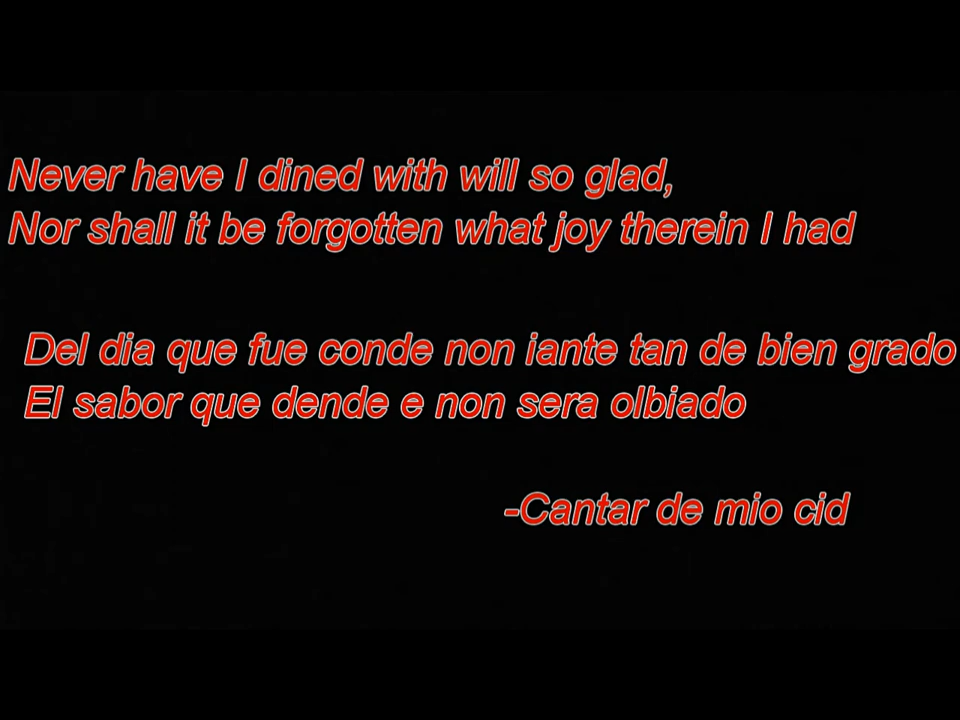 Never have I dined with will so glad,
Nor shall it be forgotten what joy therein I had
Del dia que fue conde non iante tan de bien grado
El sabor que dende e non sera olbiado
-Cantar de mio cid